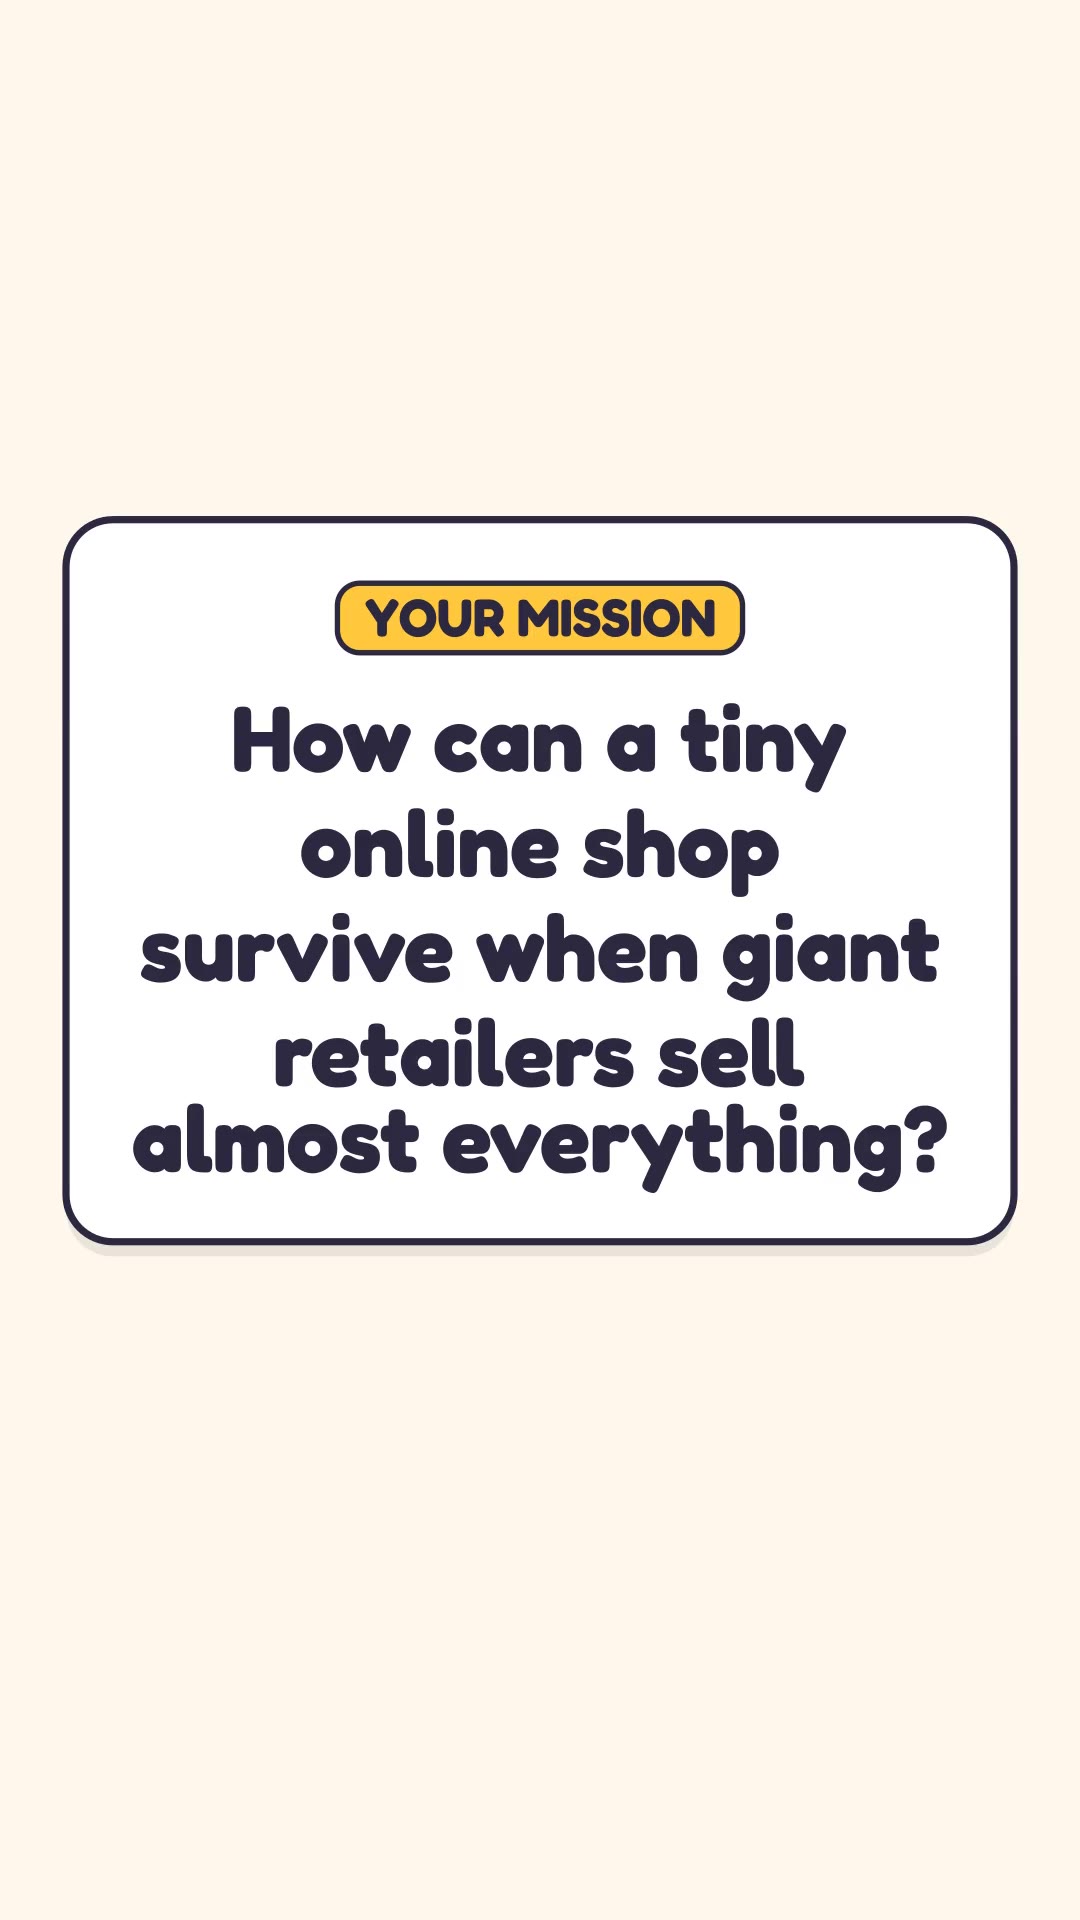 YOUR MISSION
How can a tiny
online shop
survive when giant
retailers sell
almost everything?